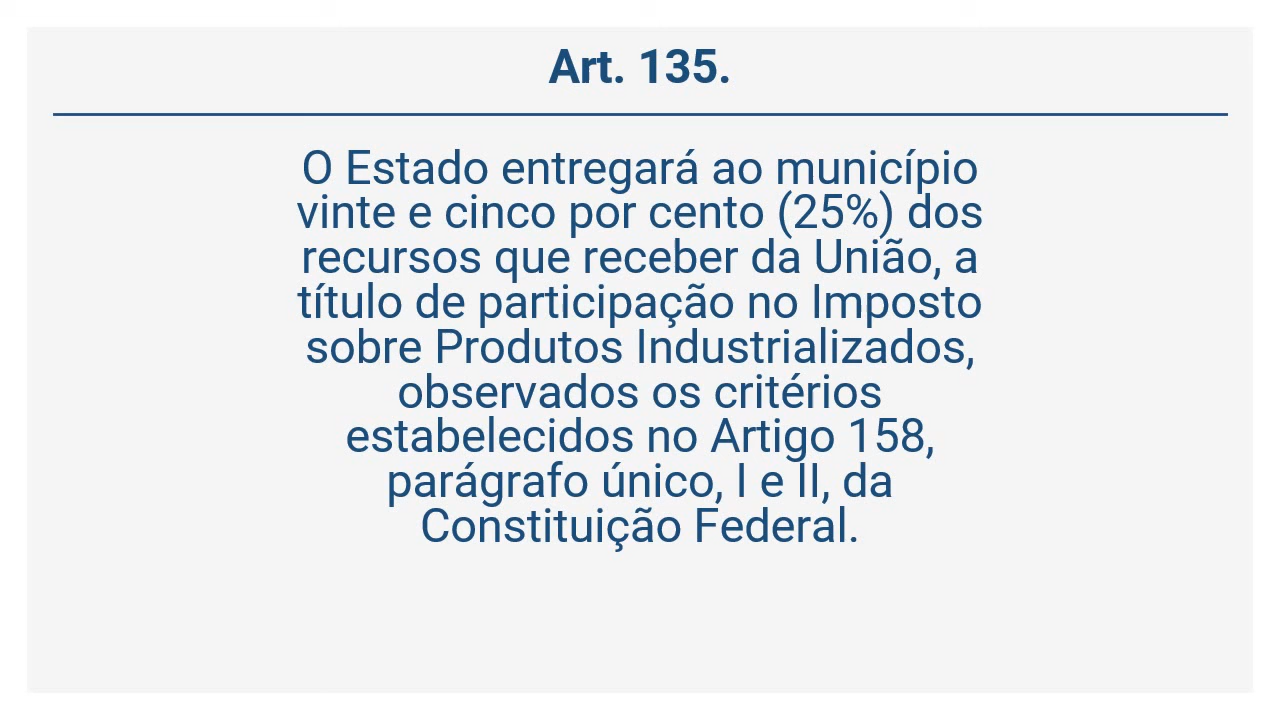 Art. 135.
O Estado entregará ao município
vinte e cinco por cento (25%) dos
recursos que receber da União, a
título de participação no Imposto
sobre Produtos Industrializados,
observados os critérios
estabelecidos no Artigo 158,
parágrafo único, I e II, da
Constituição Federal.